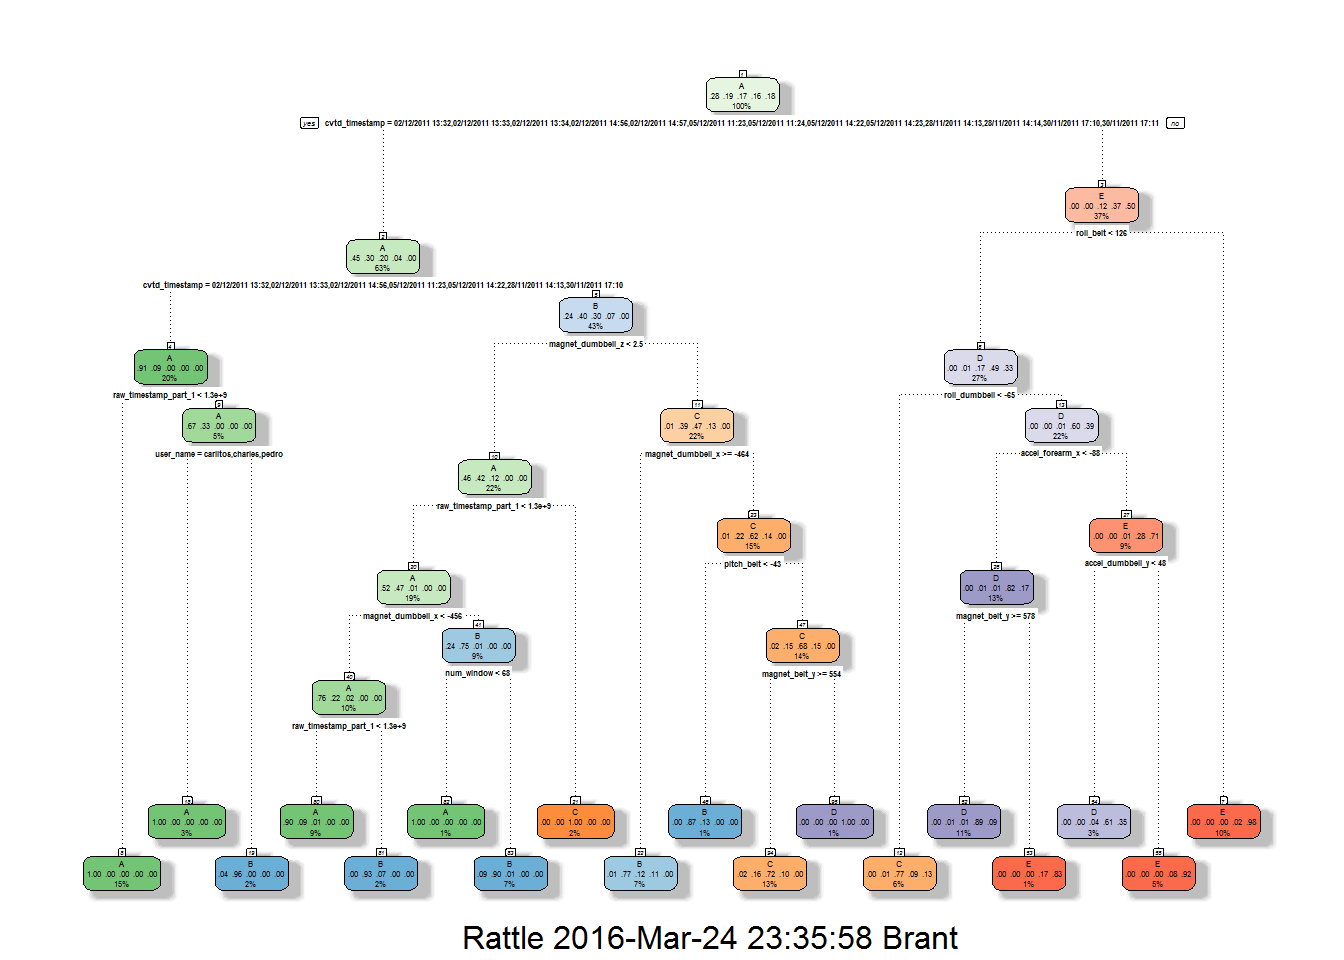 1
A
.28 .19 .17 .16 .18
100%
yes
cvtd_timestamp = 02/12/2011 13:32,02/12/2011 13:33,02/12/2011 13:34,02/12/2011 14:56,02/12/2011 14:57,05/12/2011 11:23,05/12/2011 11:24,05/12/2011 14:22,05/12/2011 14:23,28/11/2011 14:13,28/11/2011 14:14,30/11/2011 17:10,30/11/2011 17:11
no
3
E
.00 .00 .12 .37 .50
37%
roll_belt < 126
2
A
.45 .30 .20 .04 .00
63%
cvtd_timestamp = 02/12/2011 13:32,02/12/2011 13:33,02/12/2011 14:56,05/12/2011 11:23,05/12/2011 14:22,28/11/2011 14:13,30/11/2011 17:10
5
B
.24 .40 .30 .07 .00
43%
magnet_dumbbell_z < 2.5
4
A
.91 .09 .00 .00 .00
20%
raw_timestamp_part_1 < 1.3e+9
6
D
.00 .01 .17 .49 .33
27%
roll_dumbbell < -65
9
A
.67 .33 .00 .00 .00
5%
user_name = carlitos,charles,pedro
11
C
.01 .39 .47 .13 .00
22%
magnet_dumbbell_x >= -464
13
D
.00 .00 .01 .60 .39
22%
accel_forearm_x < -88
10
A
.46 .42 .12 .00 .00
22%
raw_timestamp_part_1 < 1.3e+9
23
C
.01 .22 .62 .14 .00
15%
pitch_belt < -43
27
E
.00 .00 .01 .28 .71
9%
accel_dumbbell_y < 48
20
A
.52 .47 .01 .00 .00
19%
magnet_dumbbell_x < -456
26
D
.00 .01 .01 .82 .17
13%
magnet_belt_y >= 578
41
B
.24 .75 .01 .00 .00
9%
num_window < 68
47
C
.02 .15 .68 .15 .00
14%
magnet_belt_y >= 554
40
A
.76 .22 .02 .00 .00
10%
raw_timestamp_part_1 < 1.3e+9
18
A
1.00 .00 .00 .00 .00
3%
80
A
.90 .09 .01 .00 .00
9%
82
A
1.00 .00 .00 .00 .00
1%
21
C
.00 .00 1.00 .00 .00
2%
46
B
.00 .87 .13 .00 .00
1%
95
D
.00 .00 .00 1.00 .00
1%
52
D
.00 .01 .01 .89 .09
11%
54
D
.00 .00 .04 .61 .35
3%
7
E
.00 .00 .00 .02 .98
10%
8
A
1.00 .00 .00 .00 .00
15%
19
B
.04 .96 .00 .00 .00
2%
81
B
.00 .93 .07 .00 .00
2%
83
B
.09 .90 .01 .00 .00
7%
22
B
.01 .77 .12 .11 .00
7%
94
C
.02 .16 .72 .10 .00
13%
12
C
.00 .01 .77 .09 .13
6%
53
E
.00 .00 .00 .17 .83
1%
55
E
.00 .00 .00 .08 .92
5%
Rattle 2016-Mar-24 23:35:58 Brant